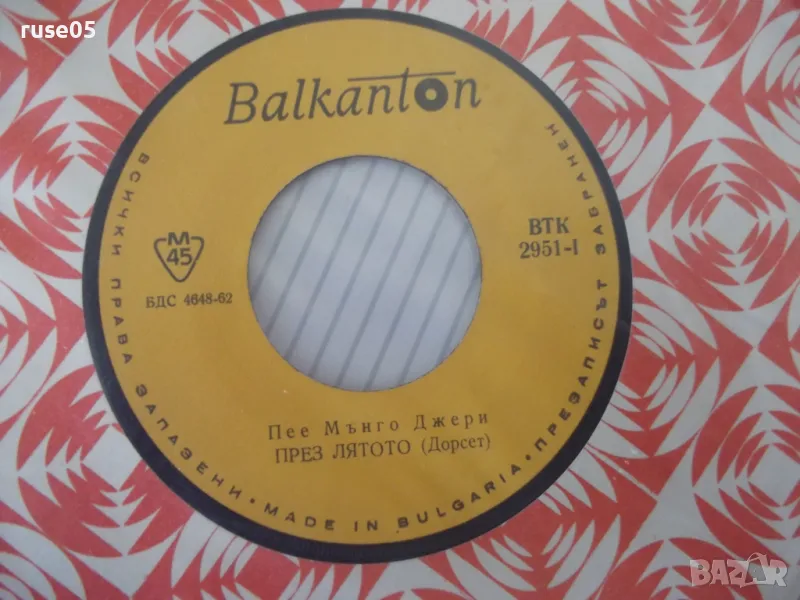 ruse05
Balkanton
ВСИЧКИ ПРАВА ЗАПАЗЕНИ • MADE IN BULGARIA • ПРЕЗАПИСЪТ ЗАБРАНЕН
М
45
БДС 4648-62
ВТК
2951-I
Пее Мънго Джери
ПРЕЗ ЛЯТОТО (Дорсет)
BAZAR